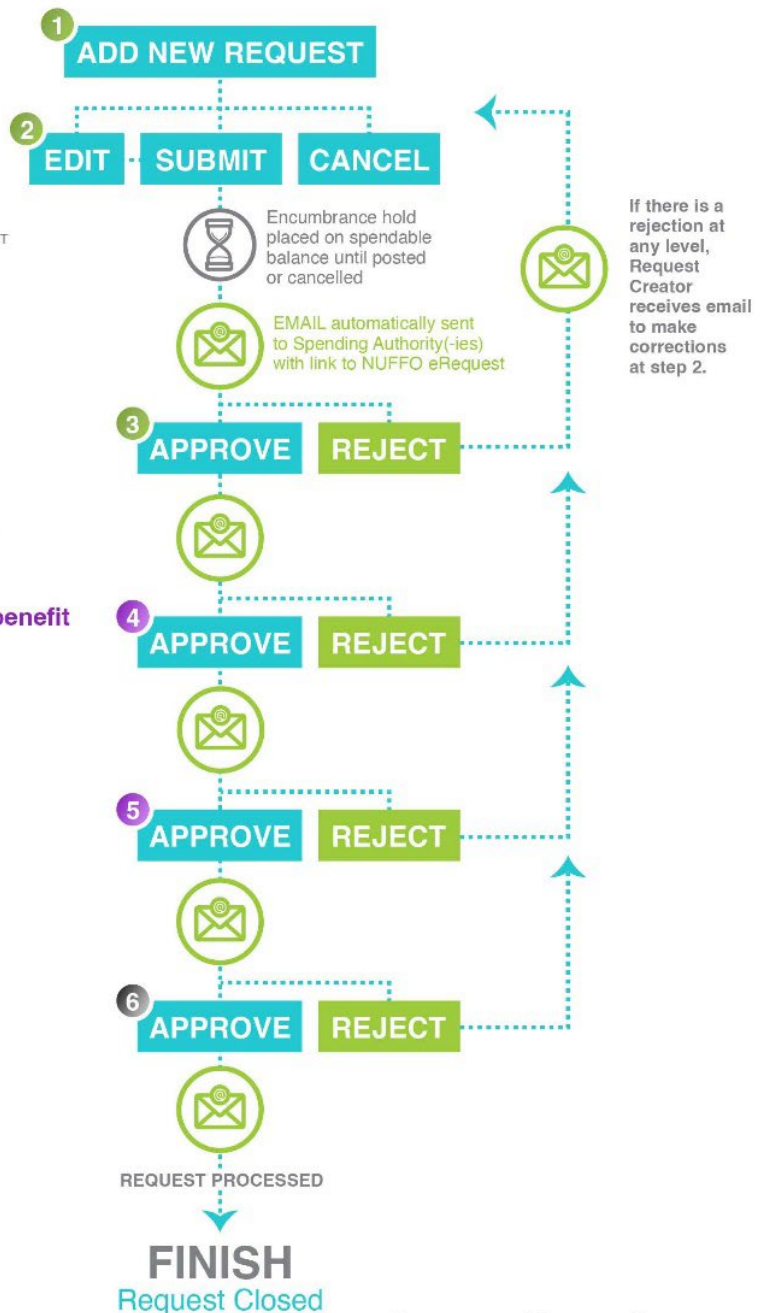 1
ADD NEW REQUEST
2
EDIT SUBMIT CANCEL
T
Encumbrance hold
placed on spendable
balance until posted
or cancelled
If there is a
rejection at
any level,
Request
Creator
receives email
to make
corrections
at step 2.
EMAIL automatically sent
to Spending Authority(-ies)
with link to NUFFO eRequest
3
APPROVE REJECT
benefit
4
APPROVE REJECT
5
APPROVE REJECT
6
APPROVE REJECT
REQUEST PROCESSED
FINISH
Request Closed